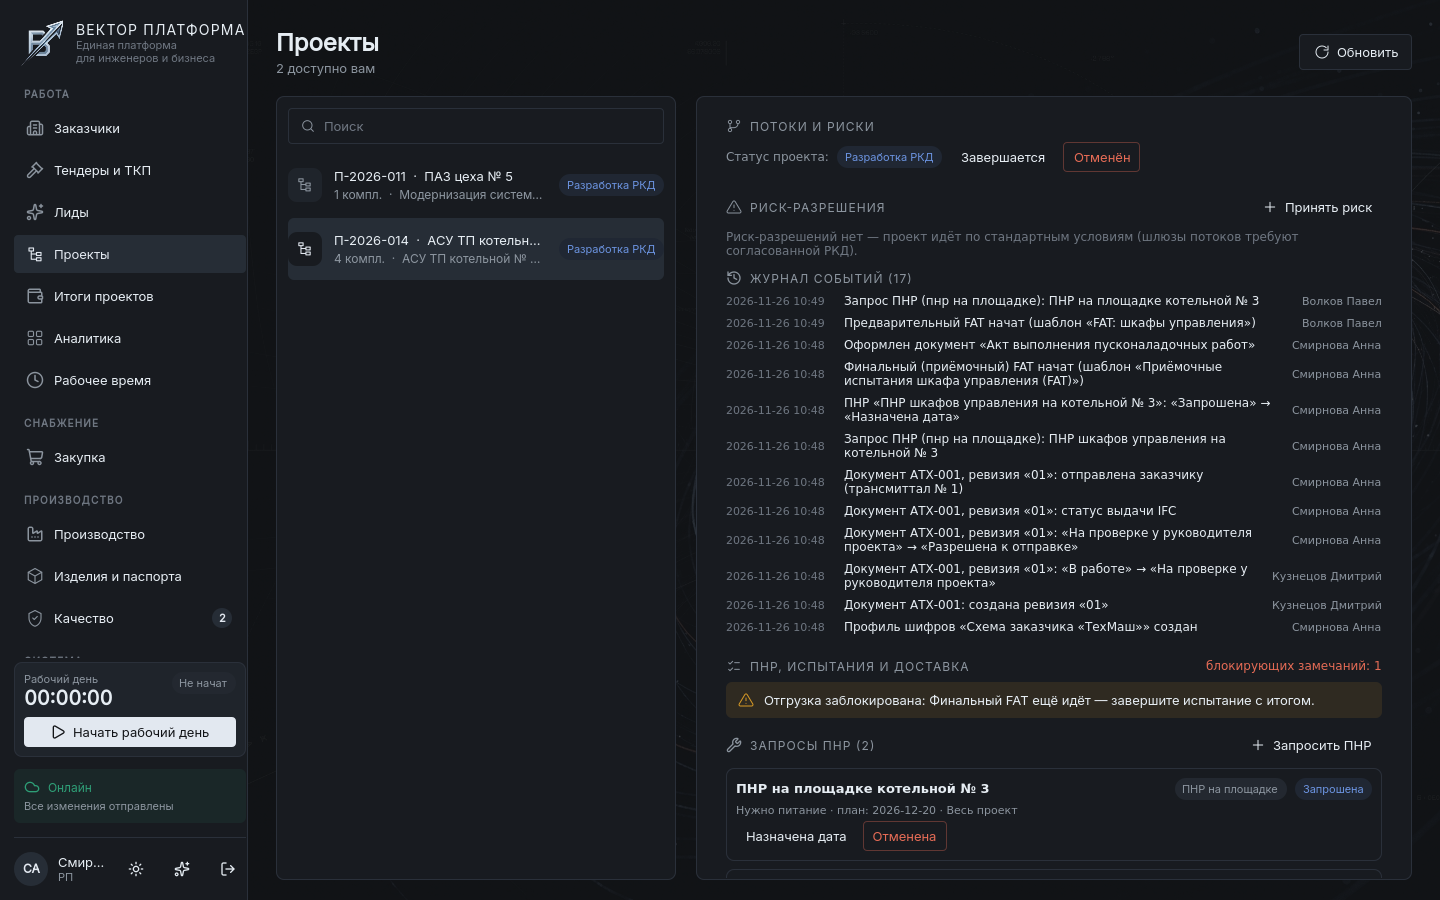 ВЕКТОР ПЛАТФОРМА
Единая платформа
для инженеров и бизнеса
РАБОТА
Заказчики
Тендеры и ТКП
Лиды
Проекты
Итоги проектов
Аналитика
Рабочее время
СНАБЖЕНИЕ
Закупка
ПРОИЗВОДСТВО
Производство
Изделия и паспорта
Качество 2
Рабочий день Не начат
00:00:00
Начать рабочий день
Онлайн
Все изменения отправлены
СА Смир...
РП
Проекты
2 доступно вам
Обновить
Поиск
П-2026-011 · ПАЗ цеха № 5 Разработка РКД
1 компл. · Модернизация систем...
П-2026-014 · АСУ ТП котельн... Разработка РКД
4 компл. · АСУ ТП котельной № ...
ПОТОКИ И РИСКИ
Статус проекта: Разработка РКД Завершается Отменён
РИСК-РАЗРЕШЕНИЯ Принять риск
Риск-разрешений нет — проект идёт по стандартным условиям (шлюзы потоков требуют
согласованной РКД).
ЖУРНАЛ СОБЫТИЙ (17)
2026-11-26 10:49 Запрос ПНР (пнр на площадке): ПНР на площадке котельной № 3 Волков Павел
2026-11-26 10:49 Предварительный FAT начат (шаблон «FAT: шкафы управления») Волков Павел
2026-11-26 10:48 Оформлен документ «Акт выполнения пусконаладочных работ» Смирнова Анна
2026-11-26 10:48 Финальный (приёмочный) FAT начат (шаблон «Приёмочные
испытания шкафа управления (FAT)») Смирнова Анна
2026-11-26 10:48 ПНР «ПНР шкафов управления на котельной № 3»: «Запрошена» →
«Назначена дата» Смирнова Анна
2026-11-26 10:48 Запрос ПНР (пнр на площадке): ПНР шкафов управления на
котельной № 3 Смирнова Анна
2026-11-26 10:48 Документ АТХ-001, ревизия «01»: отправлена заказчику
(трансмиттал № 1) Смирнова Анна
2026-11-26 10:48 Документ АТХ-001, ревизия «01»: статус выдачи IFC Смирнова Анна
2026-11-26 10:48 Документ АТХ-001, ревизия «01»: «На проверке у руководителя
проекта» → «Разрешена к отправке» Смирнова Анна
2026-11-26 10:48 Документ АТХ-001, ревизия «01»: «В работе» → «На проверке у
руководителя проекта» Кузнецов Дмитрий
2026-11-26 10:48 Документ АТХ-001: создана ревизия «01» Кузнецов Дмитрий
2026-11-26 10:48 Профиль шифров «Схема заказчика «ТехМаш»» создан Смирнова Анна
ПНР, ИСПЫТАНИЯ И ДОСТАВКА блокирующих замечаний: 1
Отгрузка заблокирована: Финальный FAT ещё идёт — завершите испытание с итогом.
ЗАПРОСЫ ПНР (2) Запросить ПНР
ПНР на площадке котельной № 3 ПНР на площадке Запрошена
Нужно питание · план: 2026-12-20 · Весь проект
Назначена дата Отменена